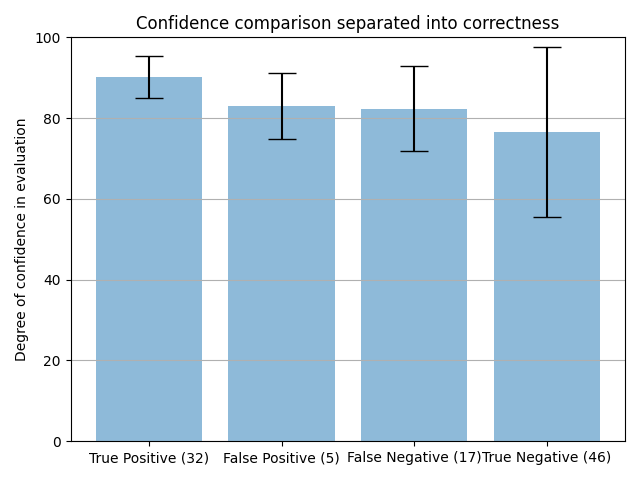 Confidence comparison separated into correctness
Degree of confidence in evaluation
100
80
60
40
20
0
True Positive (32)
False Positive (5)
False Negative (17)
True Negative (46)